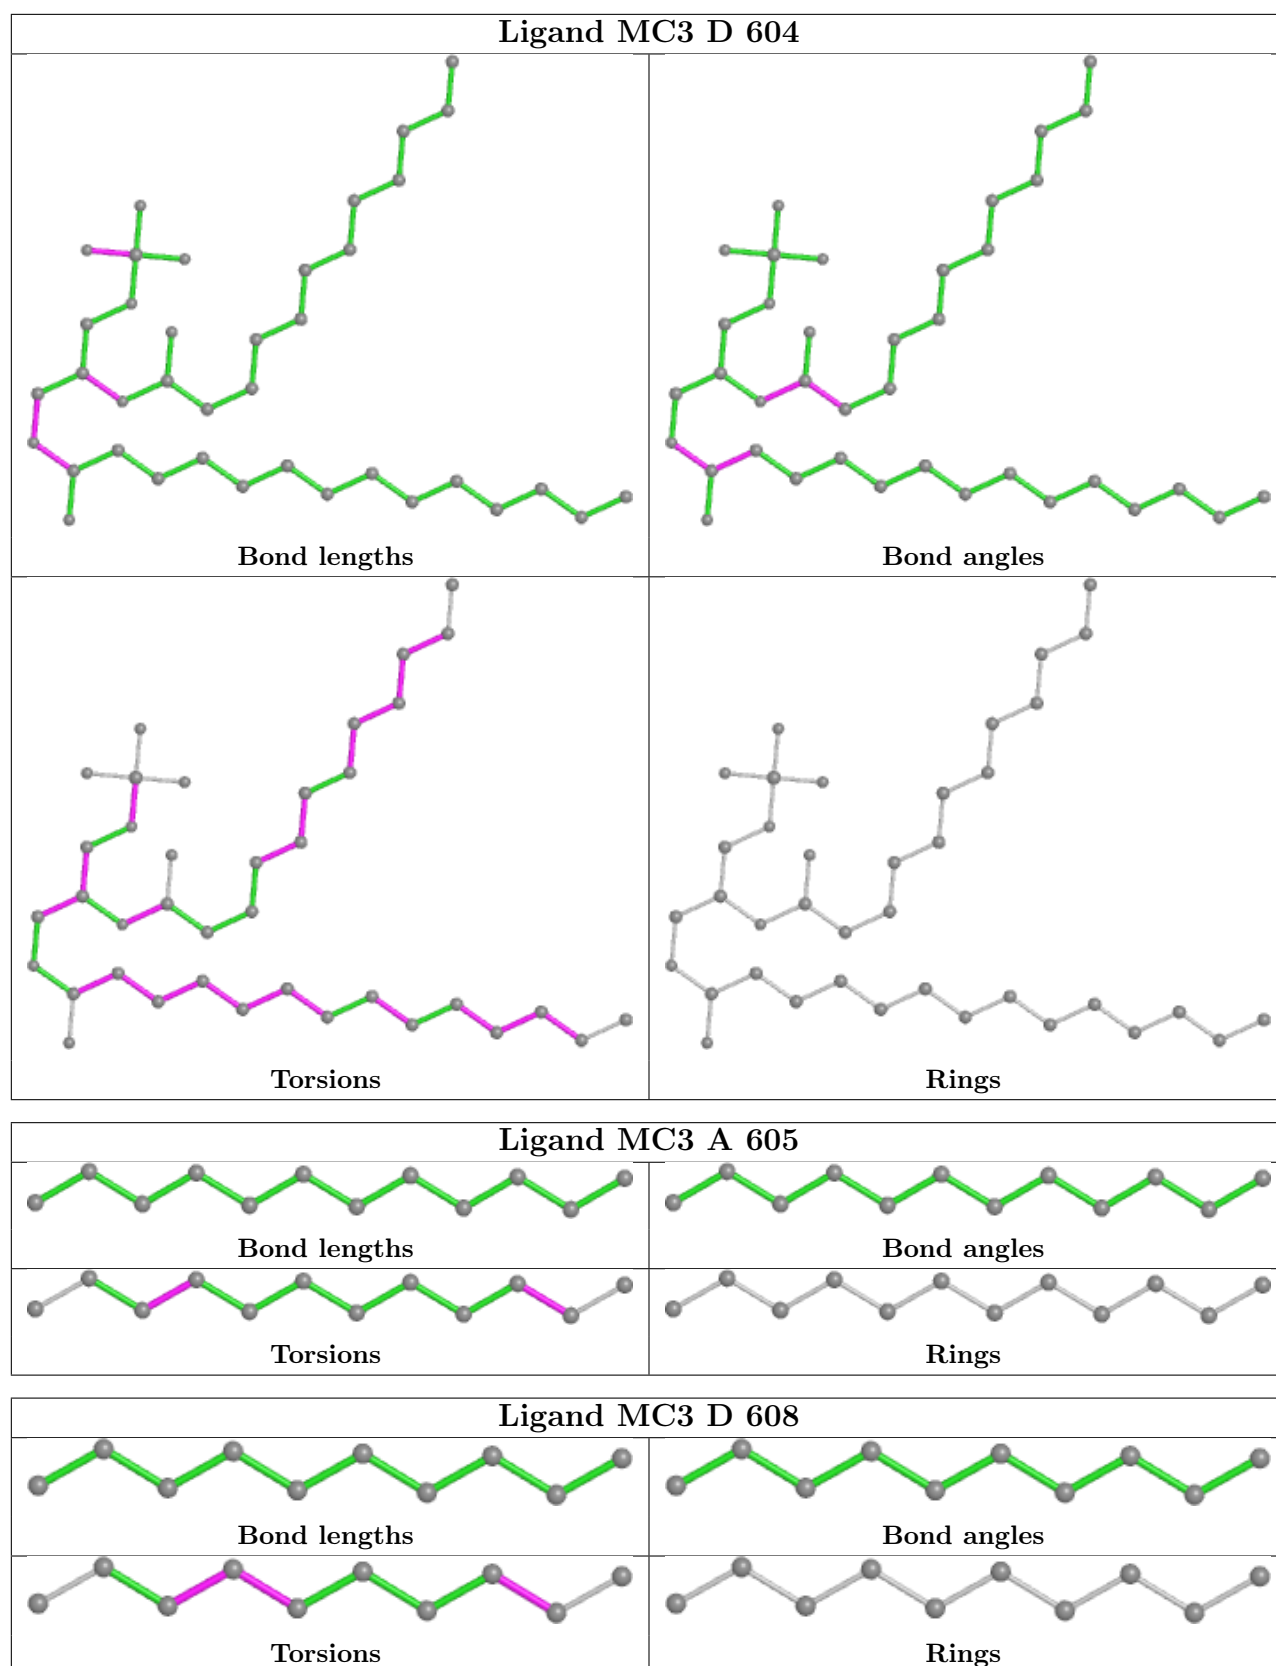 Ligand MC3 D 604
Bond lengths
Bond angles
Torsions
Rings
Ligand MC3 A 605
Bond lengths
Bond angles
Torsions
Rings
Ligand MC3 D 608
Bond lengths
Bond angles
Torsions
Rings